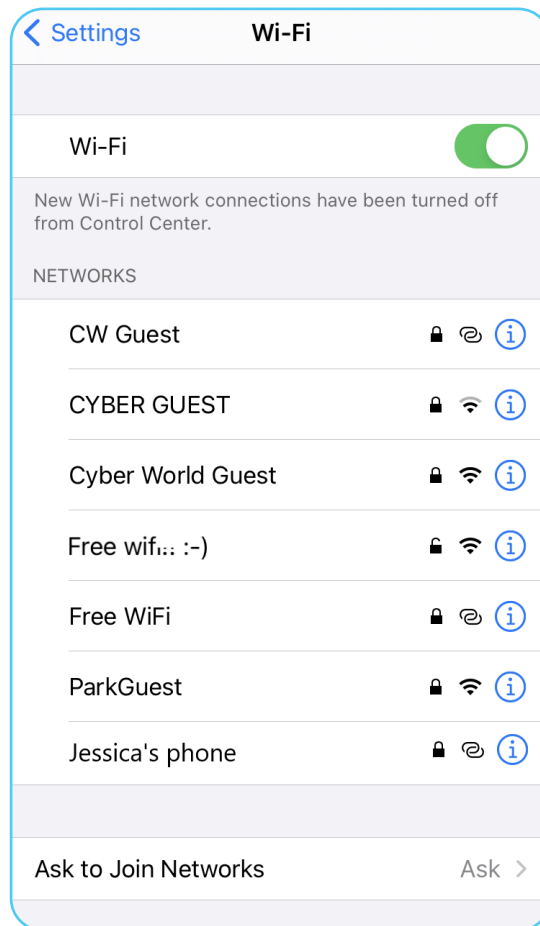 Settings
Wi-Fi
Wi-Fi
New Wi-Fi network connections have been turned off
from Control Center.
NETWORKS
CW Guest
CYBER GUEST
Cyber World Guest
Free wifi... :-)
Free WiFi
ParkGuest
Jessica's phone
Ask to Join Networks
Ask